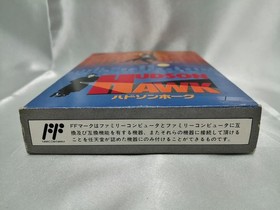 HUDSON
HAWK
ハドソンホーク
FFマークはファミリーコンピュータとファミリーコンピュータに互
換及び互換機能を有する機器、またそれらの機器に接続して頂ける
ことを任天堂が認めた機器にのみ付けることができるものです。